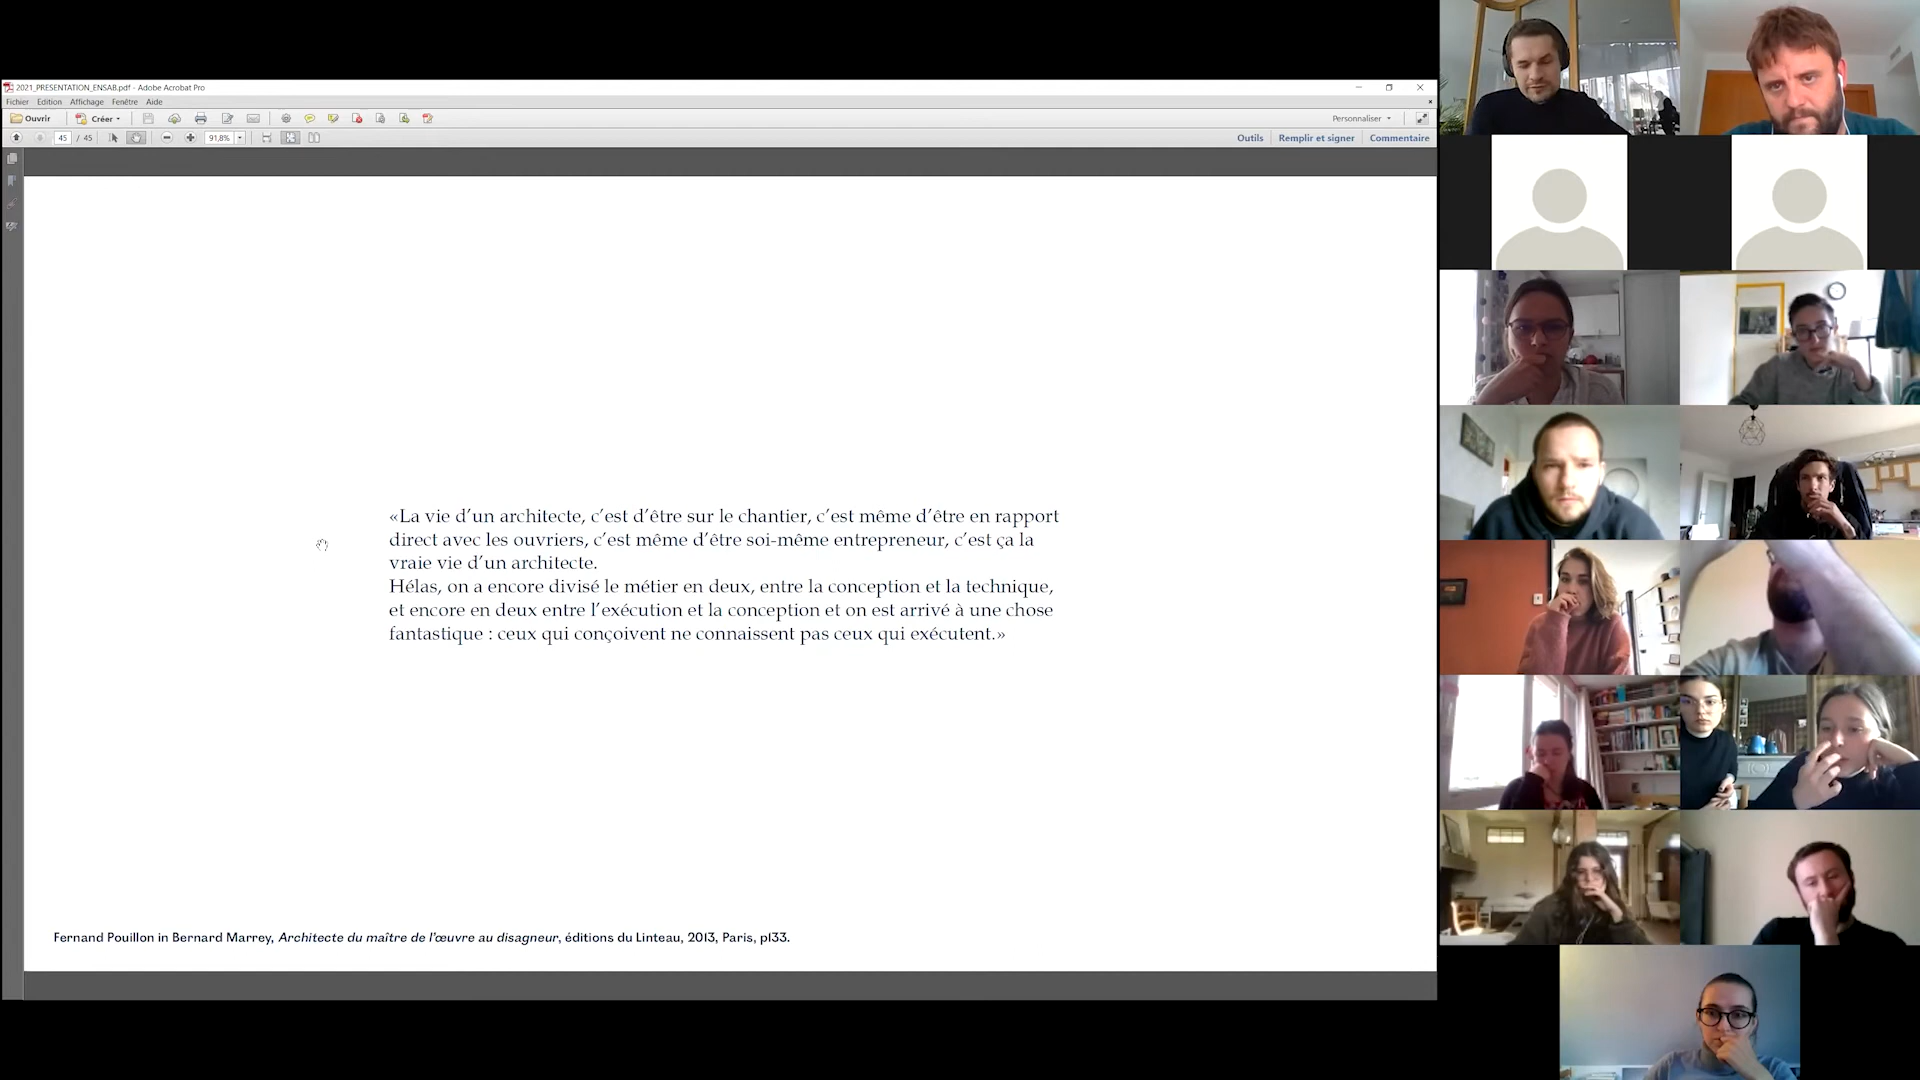 2021_PRESENTATION_ENSAB.pdf - Adobe Acrobat Pro
Fichier Edition Affichage Fenêtre Aide
Ouvrir Créer Personnaliser
45 / 45 91,8% Outils Remplir et signer Commentaire
«La vie d’un architecte, c’est d’être sur le chantier, c’est même d’être en rapport
direct avec les ouvriers, c’est même d’être soi-même entrepreneur, c’est ça la
vraie vie d’un architecte.
Hélas, on a encore divisé le métier en deux, entre la conception et la technique,
et encore en deux entre l’exécution et la conception et on est arrivé à une chose
fantastique : ceux qui conçoivent ne connaissent pas ceux qui exécutent.»
Fernand Pouillon in Bernard Marrey, Architecte du maître de l’œuvre au disagneur, éditions du Linteau, 2013, Paris, p133.